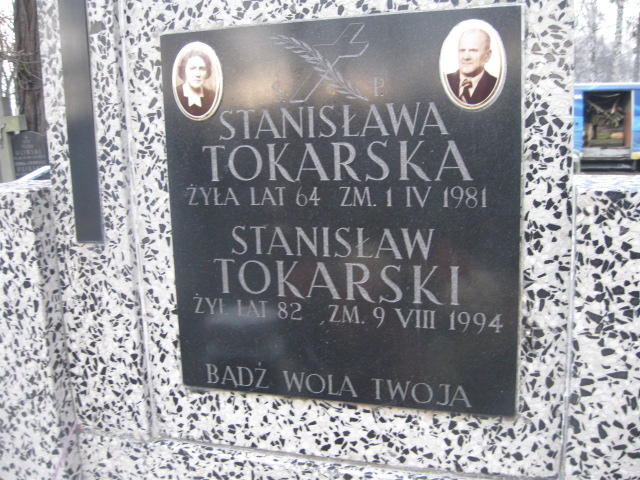 Ś. P.
STANISŁAWA
TOKARSKA
ŻYŁA LAT 64 ZM. 1 IV 1981
STANISŁAW
TOKARSKI
ŻYŁ LAT 82 ZM. 9 VIII 1994
BĄDŹ WOLA TWOJA